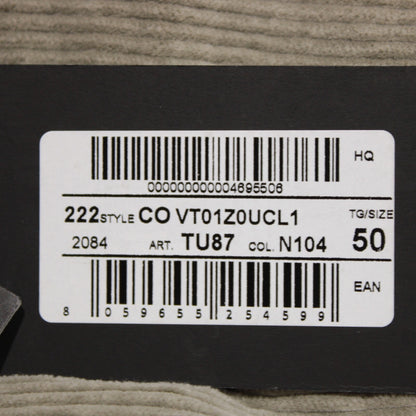 HQ
000000000004695506
222 STYLE CO VT01Z0UCL1 TG/SIZE
2084 ART. TU87 COL. N104 50
EAN
8 059655 254599